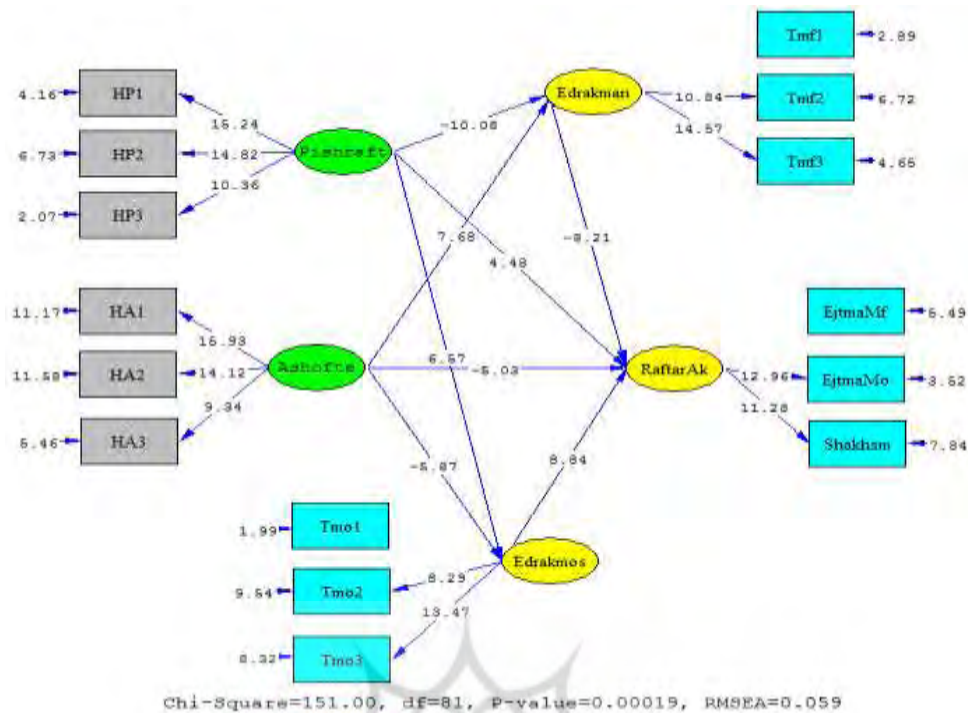 Tmf1
2.89
Edrakman
4.16
HP1
10.84
Tmf2
6.72
-10.08
15.24
14.57
6.73
HP2
14.82
Pishraft
Tmf3
4.65
10.36
2.07
HP3
7.68
-8.21
4.48
11.17
HA1
EjtmaMf
5.49
15.93
6.57
-5.03
11.58
HA2
14.12
Ashofte
RaftarAk
12.96
EjtmaMo
3.52
9.34
11.28
5.46
HA3
Shakhsm
7.84
-5.87
8.84
1.99
Tmo1
Edrakmos
8.29
9.54
Tmo2
13.47
8.32
Tmo3
Chi-Square=151.00, df=81, P-value=0.00019, RMSEA=0.059